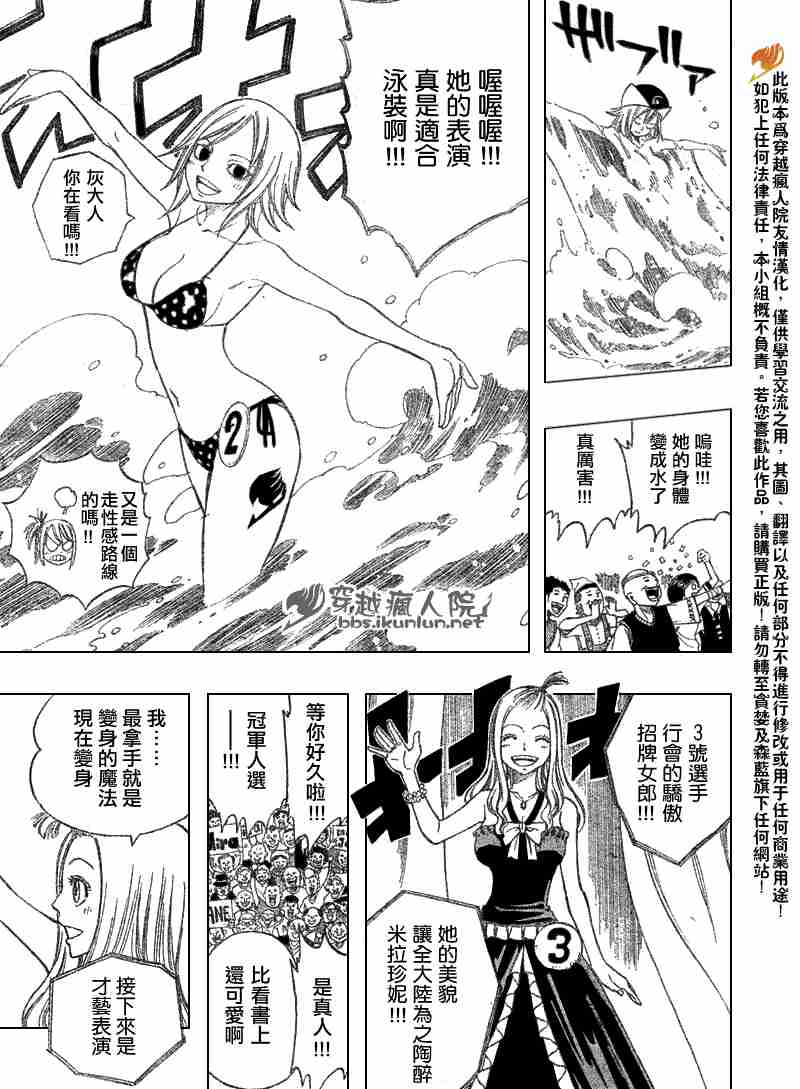 ザブァ
嗚哇!!!
她的身體
變成水了
真厲害!!!
喔喔喔!!!
她的表演
真是適合
泳裝啊!!!
灰大人
你在看嗎!!!
2
又是一個
走性感路線
的嗎!!
穿越瘋人院
bbs.ikunlun.net
3號選手
行會的驕傲
招牌女郎!!!
她的美貌
讓全大陸為之陶醉
米拉珍妮!!!
3
等你好久啦!!!
冠軍人選
——!!!
Mira
JANE
是真人!!!
比看書上
還可愛啊
我……
最拿手就是
變身的魔法
現在變身
接下來是
才藝表演
此版本爲穿越瘋人院友情漢化，僅供學習交流之用，其圖、翻譯以及任何部分不得進行修改或用于任何商業用途！
如犯上任何法律責任，本小組概不負責。若您喜歡此作品，請購買正版！請勿轉至貪婪及森藍旗下任何網站！